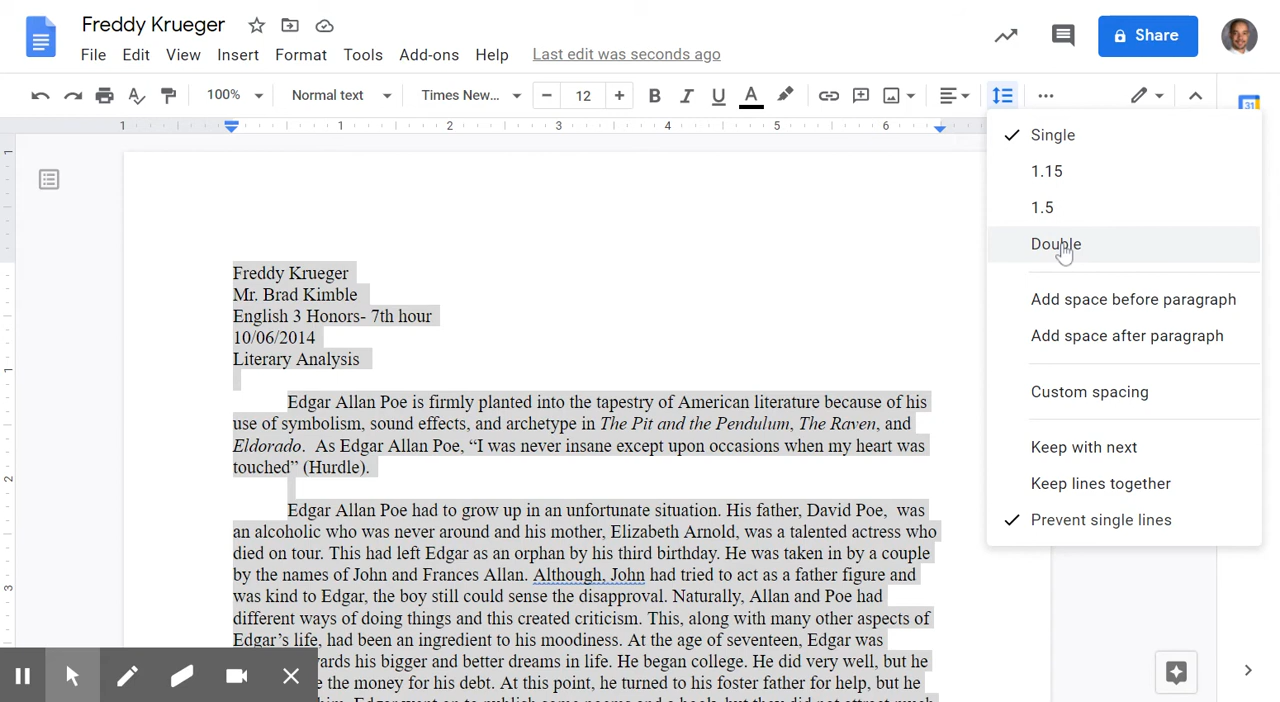 Freddy Krueger
File Edit View Insert Format Tools Add-ons Help Last edit was seconds ago
Share
100% Normal text Times New... 12 B I U A
1 1 2 3 4 5 6
31
Single
1.15
1.5
Double
Add space before paragraph
Add space after paragraph
Custom spacing
Keep with next
Keep lines together
Prevent single lines
1
1
2
3
Freddy Krueger
Mr. Brad Kimble
English 3 Honors- 7th hour
10/06/2014
Literary Analysis
Edgar Allan Poe is firmly planted into the tapestry of American literature because of his
use of symbolism, sound effects, and archetype in The Pit and the Pendulum, The Raven, and
Eldorado.  As Edgar Allan Poe, “I was never insane except upon occasions when my heart was
touched” (Hurdle).
Edgar Allan Poe had to grow up in an unfortunate situation. His father, David Poe,  was
an alcoholic who was never around and his mother, Elizabeth Arnold, was a talented actress who
died on tour. This had left Edgar as an orphan by his third birthday. He was taken in by a couple
by the names of John and Frances Allan. Although, John had tried to act as a father figure and
was kind to Edgar, the boy still could sense the disapproval. Naturally, Allan and Poe had
different ways of doing things and this created criticism. This, along with many other aspects of
Edgar’s life, had been an ingredient to his moodiness. At the age of seventeen, Edgar was
his bigger and better dreams in life. He began college. He did very well, but he
the money for his debt. At this point, he turned to his foster father for help, but he